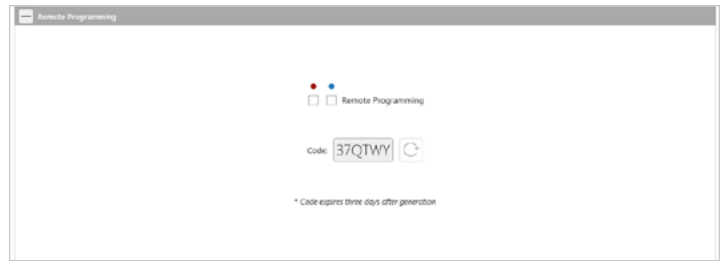 Remote Programming
Remote Programming
Code: 37QTWY
* Code expires three days after generation